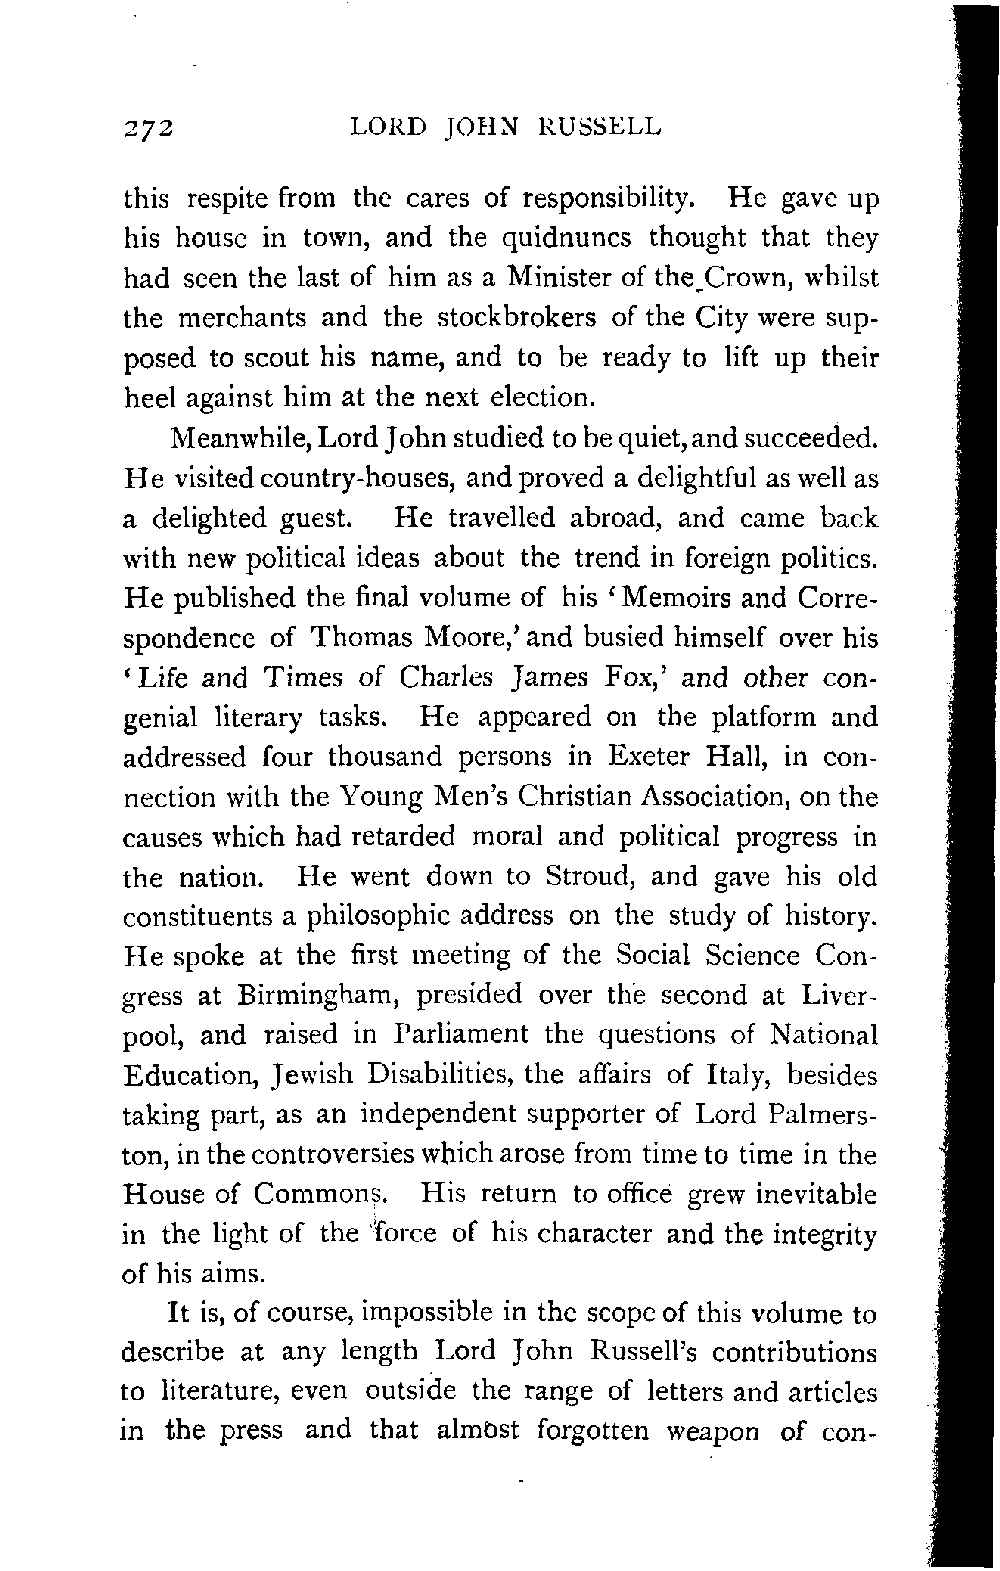 272 LORD JOHN RUSSELL
this respite from the cares of responsibility. He gave up
his house in town, and the quidnuncs thought that they
had seen the last of him as a Minister of the Crown, whilst
the merchants and the stockbrokers of the City were sup-
posed to scout his name, and to be ready to lift up their
heel against him at the next election.
Meanwhile, Lord John studied to be quiet, and succeeded.
He visited country-houses, and proved a delightful as well as
a delighted guest. He travelled abroad, and came back
with new political ideas about the trend in foreign politics.
He published the final volume of his ‘Memoirs and Corre-
spondence of Thomas Moore,’ and busied himself over his
‘Life and Times of Charles James Fox,’ and other con-
genial literary tasks. He appeared on the platform and
addressed four thousand persons in Exeter Hall, in con-
nection with the Young Men’s Christian Association, on the
causes which had retarded moral and political progress in
the nation. He went down to Stroud, and gave his old
constituents a philosophic address on the study of history.
He spoke at the first meeting of the Social Science Con-
gress at Birmingham, presided over the second at Liver-
pool, and raised in Parliament the questions of National
Education, Jewish Disabilities, the affairs of Italy, besides
taking part, as an independent supporter of Lord Palmers-
ton, in the controversies which arose from time to time in the
House of Commons. His return to office grew inevitable
in the light of the force of his character and the integrity
of his aims.
It is, of course, impossible in the scope of this volume to
describe at any length Lord John Russell’s contributions
to literature, even outside the range of letters and articles
in the press and that almost forgotten weapon of con-